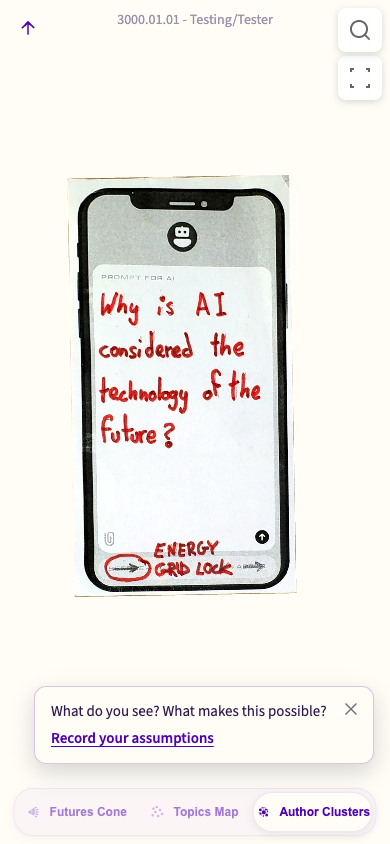 3000.01.01 - Testing/Tester
PROMPT FOR AI
Why is AI
considered the
technology of the
future?
ENERGY
GRID LOCK
What do you see? What makes this possible?
Record your assumptions
Futures Cone
Topics Map
Author Clusters